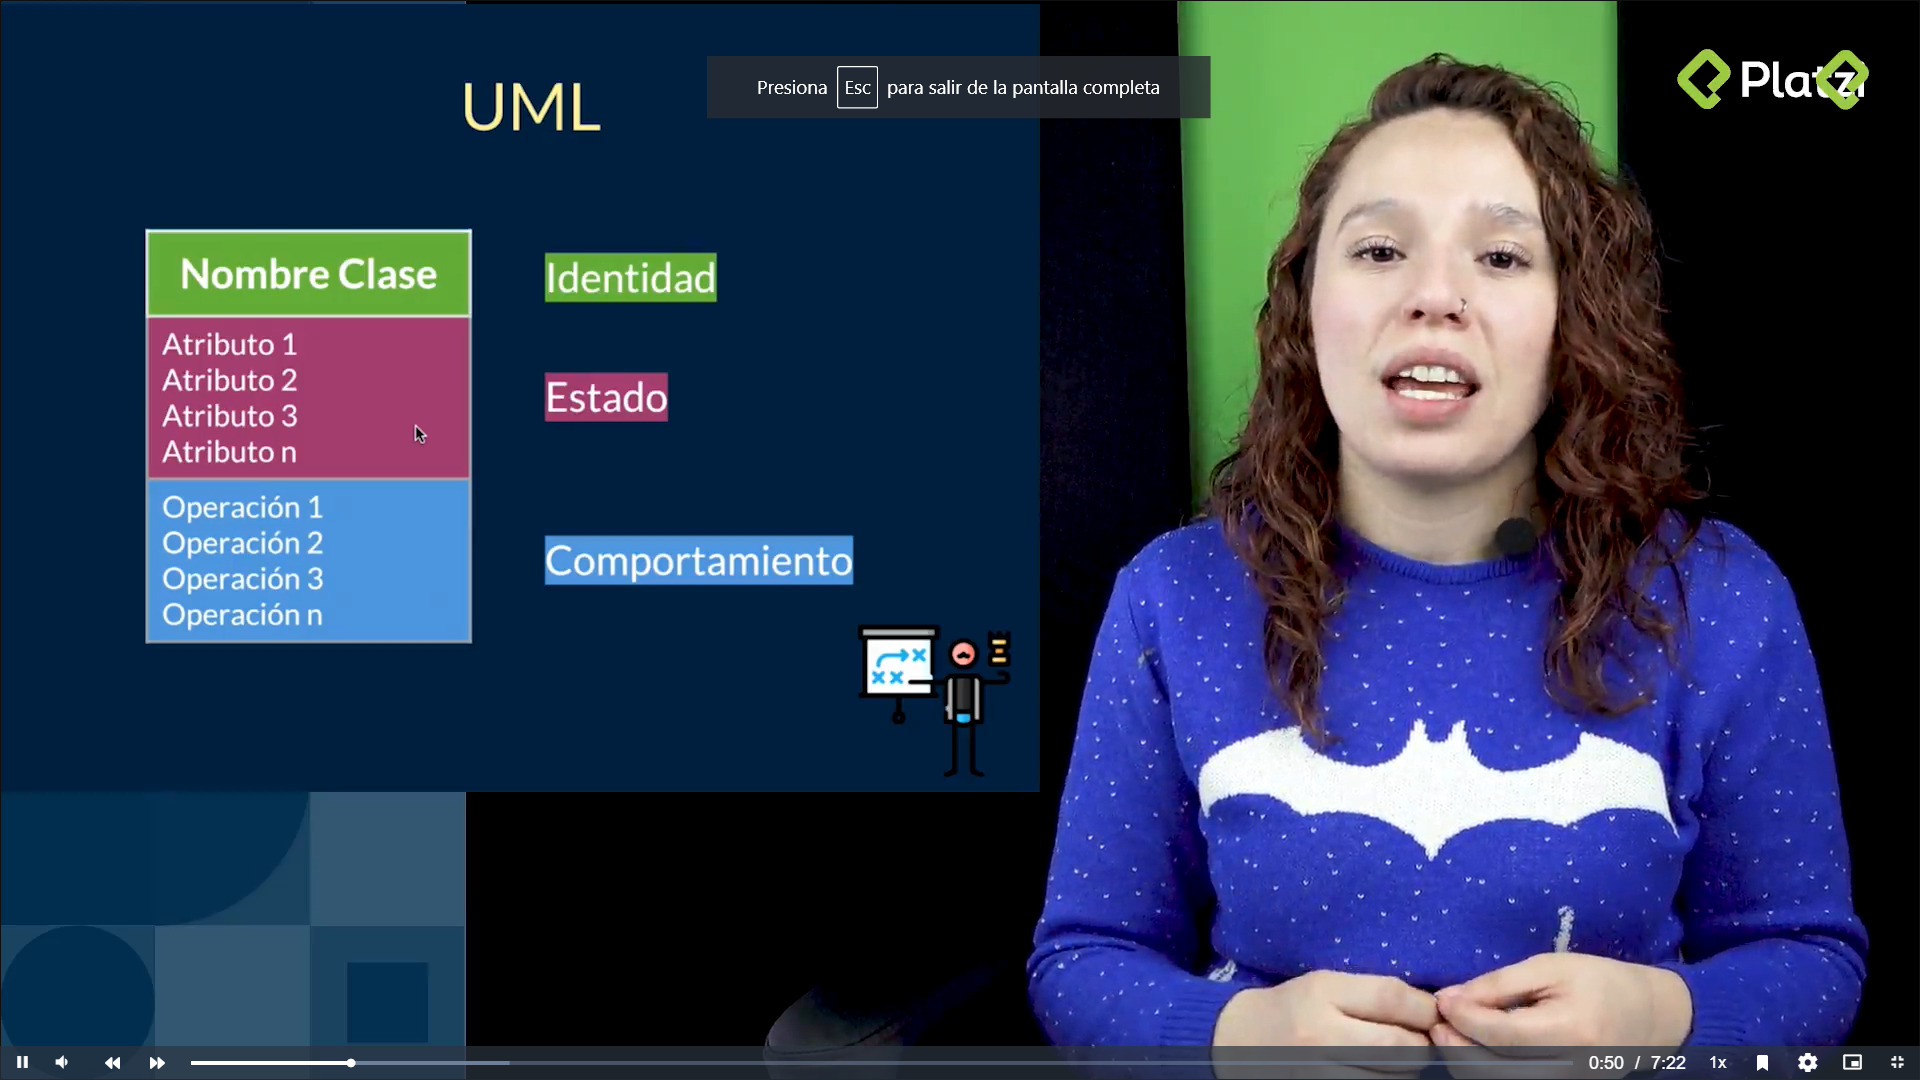 UML
Presiona Esc para salir de la pantalla completa
Platzi
Nombre Clase
Identidad
Atributo 1
Atributo 2
Atributo 3
Atributo n
Estado
Operación 1
Operación 2
Operación 3
Operación n
Comportamiento
0:50 / 7:22 1x